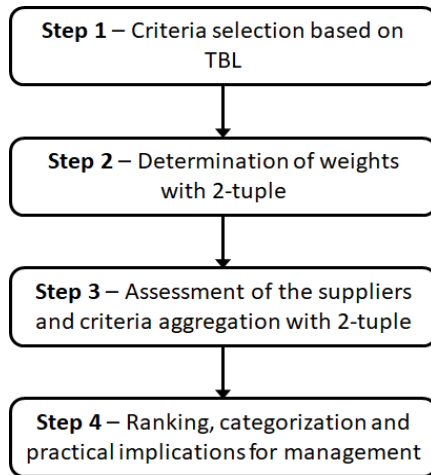 Step 1 – Criteria selection based on
TBL
Step 2 – Determination of weights
with 2-tuple
Step 3 – Assessment of the suppliers
and criteria aggregation with 2-tuple
Step 4 – Ranking, categorization and
practical implications for management